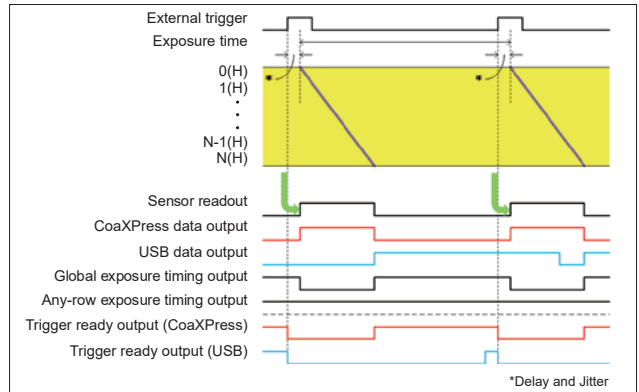 External trigger
Exposure time
*
*
0(H)
1(H)
•
•
•
N-1(H)
N(H)
Sensor readout
CoaXPress data output
USB data output
Global exposure timing output
Any-row exposure timing output
Trigger ready output (CoaXPress)
Trigger ready output (USB)
*Delay and Jitter